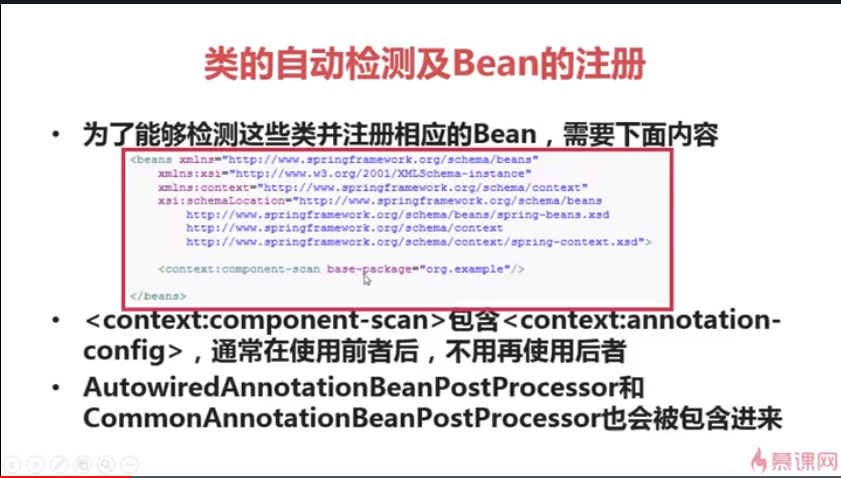 类的自动检测及Bean的注册
• 为了能够检测这些类并注册相应的Bean，需要下面内容
<beans xmlns="http://www.springframework.org/schema/beans"
xmlns:xsi="http://www.w3.org/2001/XMLSchema-instance"
xmlns:context="http://www.springframework.org/schema/context"
xsi:schemaLocation="http://www.springframework.org/schema/beans
http://www.springframework.org/schema/beans/spring-beans.xsd
http://www.springframework.org/schema/context
http://www.springframework.org/schema/context/spring-context.xsd">
<context:component-scan base-package="org.example"/>
</beans>
• <context:component-scan>包含<context:annotation-
config>，通常在使用前者后，不用再使用后者
• AutowiredAnnotationBeanPostProcessor和
CommonAnnotationBeanPostProcessor也会被包含进来
慕课网